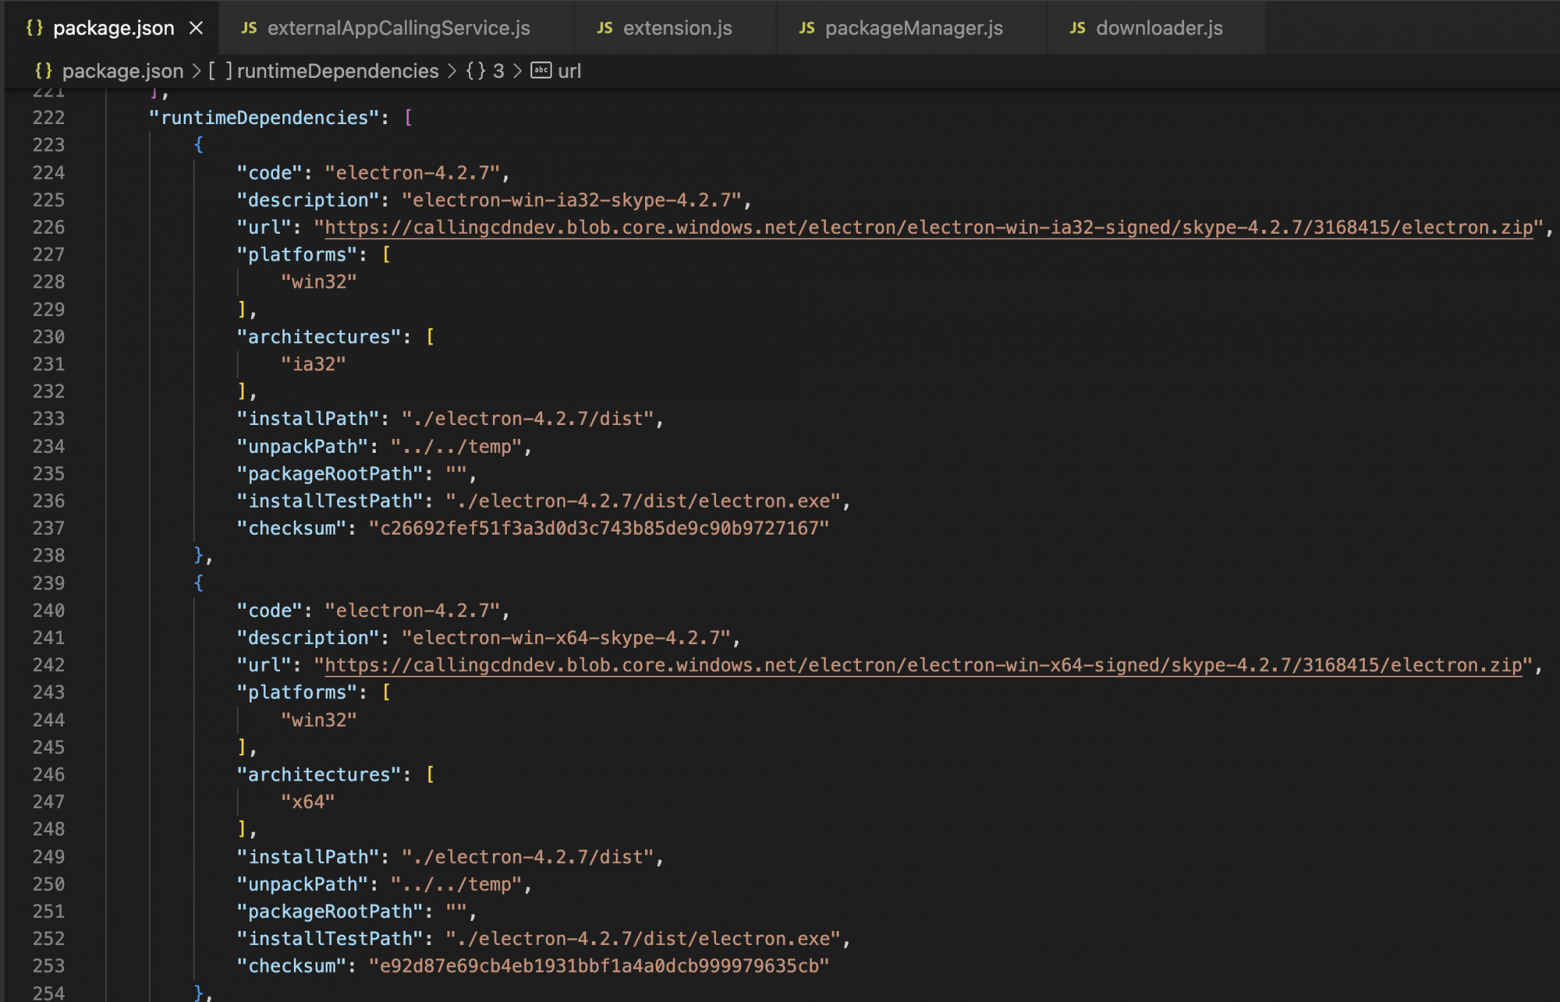 {} package.json ×
JS externalAppCallingService.js
JS extension.js
JS packageManager.js
JS downloader.js
{} package.json > [ ] runtimeDependencies > {} 3 > abc url
221 ],
222 "runtimeDependencies": [
223 {
224 "code": "electron-4.2.7",
225 "description": "electron-win-ia32-skype-4.2.7",
226 "url": "https://callingcdndev.blob.core.windows.net/electron/electron-win-ia32-signed/skype-4.2.7/3168415/electron.zip",
227 "platforms": [
228 "win32"
229 ],
230 "architectures": [
231 "ia32"
232 ],
233 "installPath": "./electron-4.2.7/dist",
234 "unpackPath": "../../temp",
235 "packageRootPath": "",
236 "installTestPath": "./electron-4.2.7/dist/electron.exe",
237 "checksum": "c26692fef51f3a3d0d3c743b85de9c90b9727167"
238 },
239 {
240 "code": "electron-4.2.7",
241 "description": "electron-win-x64-skype-4.2.7",
242 "url": "https://callingcdndev.blob.core.windows.net/electron/electron-win-x64-signed/skype-4.2.7/3168415/electron.zip",
243 "platforms": [
244 "win32"
245 ],
246 "architectures": [
247 "x64"
248 ],
249 "installPath": "./electron-4.2.7/dist",
250 "unpackPath": "../../temp",
251 "packageRootPath": "",
252 "installTestPath": "./electron-4.2.7/dist/electron.exe",
253 "checksum": "e92d87e69cb4eb1931bbf1a4a0dcb999979635cb"
254 },